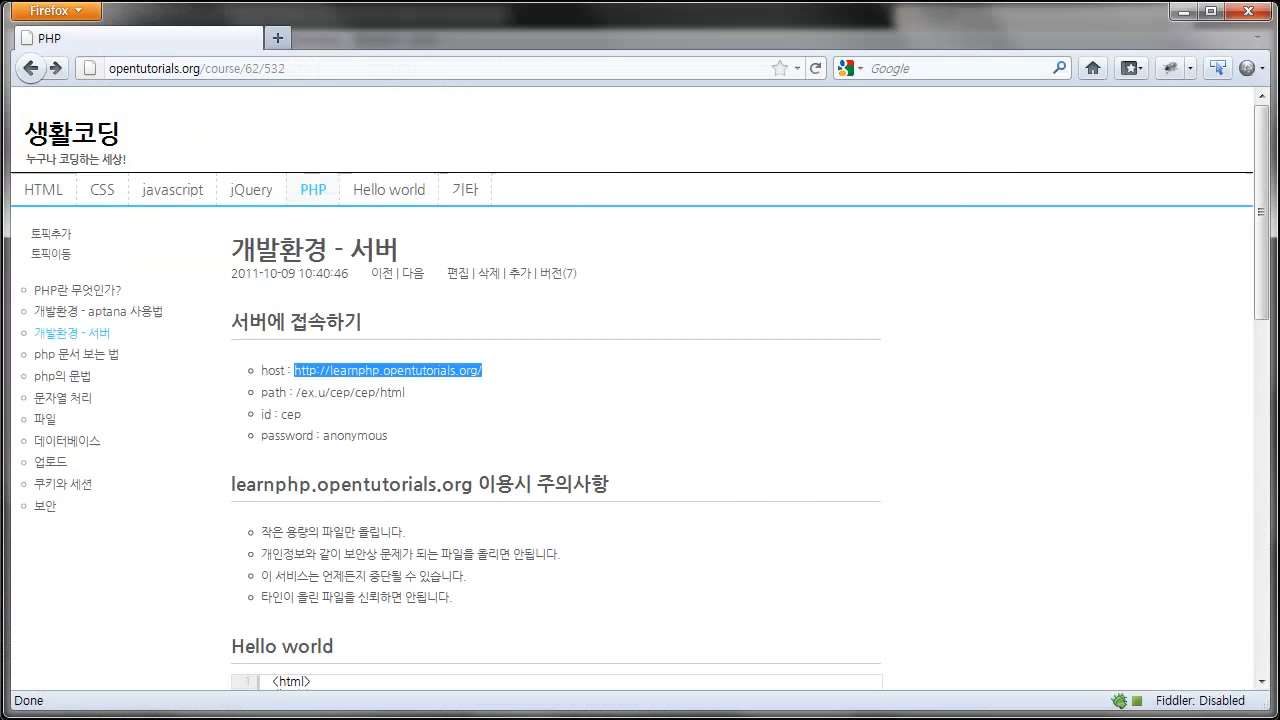 Firefox
PHP
opentutorials.org/course/62/532
Google
생활코딩
누구나 코딩하는 세상!
HTML CSS javascript jQuery PHP Hello world 기타
토픽추가
토픽이동
PHP란 무엇인가?
개발환경 - aptana 사용법
개발환경 - 서버
php 문서 보는 법
php의 문법
문자열 처리
파일
데이터베이스
업로드
쿠키와 세션
보안
개발환경 - 서버
2011-10-09 10:40:46 이전 | 다음 편집 | 삭제 | 추가 | 버전(7)
서버에 접속하기
host : http://learnphp.opentutorials.org/
path : /ex.u/cep/cep/html
id : cep
password : anonymous
learnphp.opentutorials.org 이용시 주의사항
작은 용량의 파일만 올립니다.
개인정보와 같이 보안상 문제가 되는 파일을 올리면 안됩니다.
이 서비스는 언제든지 중단될 수 있습니다.
타인이 올린 파일을 신뢰하면 안됩니다.
Hello world
1 <html>
Done
Fiddler: Disabled